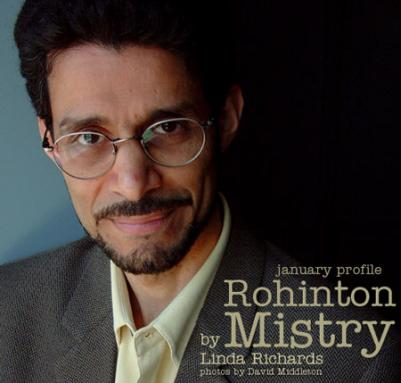 january profile
Rohinton
Mistry
by
Linda Richards
photos by David Middleton